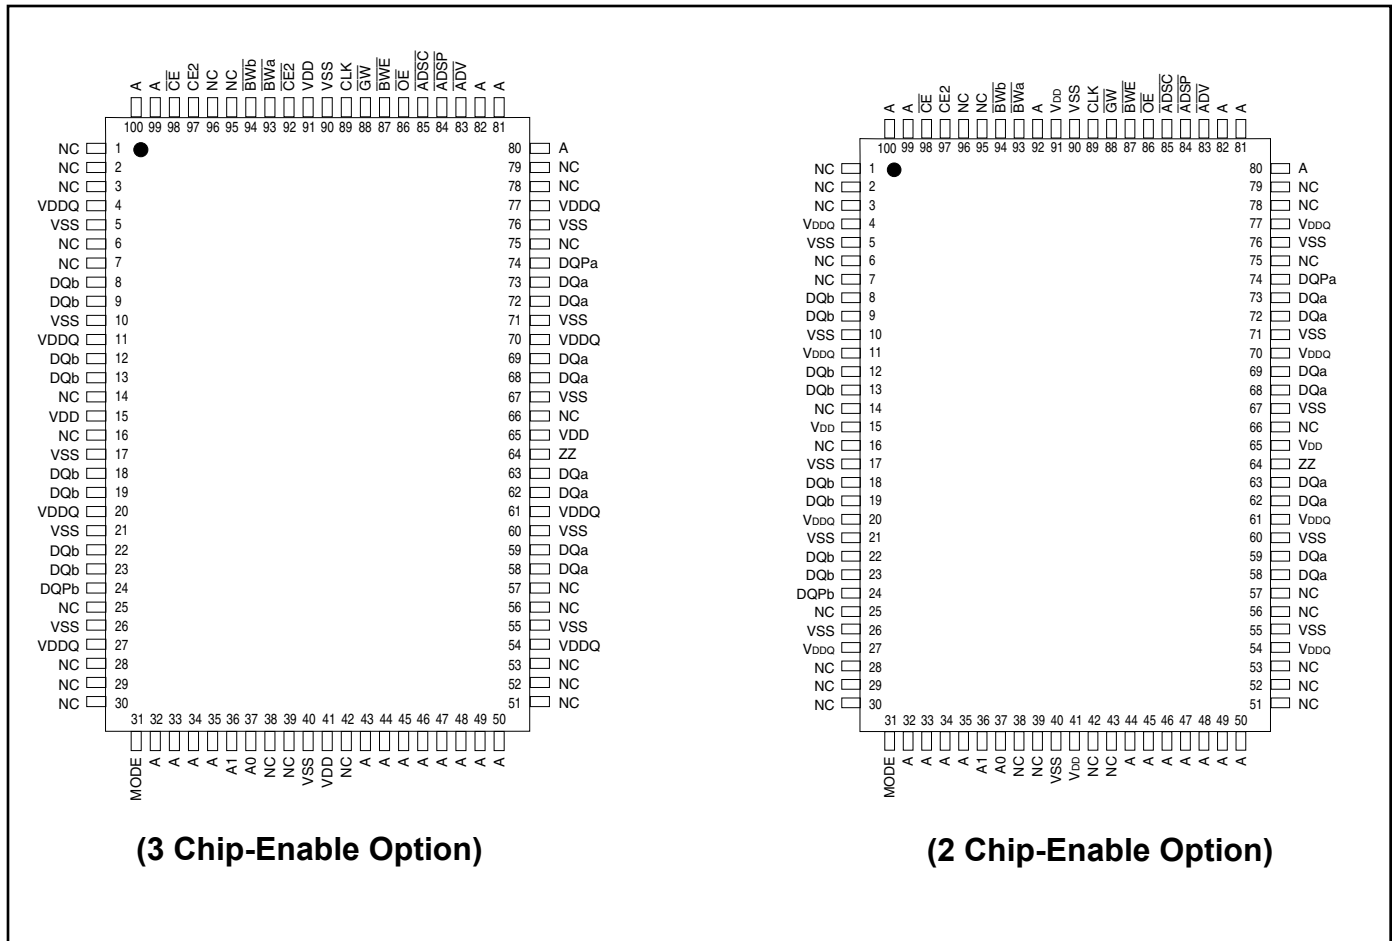 A A CE CE2 NC NC BWb BWa CE2 VDD VSS CLK GW BWE OE ADSC ADSP ADV A A
100 99 98 97 96 95 94 93 92 91 90 89 88 87 86 85 84 83 82 81
NC 1 80 A
NC 2 79 NC
NC 3 78 NC
VDDQ 4 77 VDDQ
VSS 5 76 VSS
NC 6 75 NC
NC 7 74 DQPa
DQb 8 73 DQa
DQb 9 72 DQa
VSS 10 71 VSS
VDDQ 11 70 VDDQ
DQb 12 69 DQa
DQb 13 68 DQa
NC 14 67 VSS
VDD 15 66 NC
NC 16 65 VDD
VSS 17 64 ZZ
DQb 18 63 DQa
DQb 19 62 DQa
VDDQ 20 61 VDDQ
VSS 21 60 VSS
DQb 22 59 DQa
DQb 23 58 DQa
DQPb 24 57 NC
NC 25 56 NC
VSS 26 55 VSS
VDDQ 27 54 VDDQ
NC 28 53 NC
NC 29 52 NC
NC 30 51 NC
31 32 33 34 35 36 37 38 39 40 41 42 43 44 45 46 47 48 49 50
MODE A A A A A1 A0 NC NC VSS VDD NC A A A A A A A A
(3 Chip-Enable Option)
A A CE CE2 NC NC BWb BWa A VDD VSS CLK GW BWE OE ADSC ADSP ADV A A
100 99 98 97 96 95 94 93 92 91 90 89 88 87 86 85 84 83 82 81
NC 1 80 A
NC 2 79 NC
NC 3 78 NC
VDDQ 4 77 VDDQ
VSS 5 76 VSS
NC 6 75 NC
NC 7 74 DQPa
DQb 8 73 DQa
DQb 9 72 DQa
VSS 10 71 VSS
VDDQ 11 70 VDDQ
DQb 12 69 DQa
DQb 13 68 DQa
NC 14 67 VSS
VDD 15 66 NC
NC 16 65 VDD
VSS 17 64 ZZ
DQb 18 63 DQa
DQb 19 62 DQa
VDDQ 20 61 VDDQ
VSS 21 60 VSS
DQb 22 59 DQa
DQb 23 58 DQa
DQPb 24 57 NC
NC 25 56 NC
VSS 26 55 VSS
VDDQ 27 54 VDDQ
NC 28 53 NC
NC 29 52 NC
NC 30 51 NC
31 32 33 34 35 36 37 38 39 40 41 42 43 44 45 46 47 48 49 50
MODE A A A A A1 A0 NC NC VSS VDD NC NC A A A A A A A
(2 Chip-Enable Option)